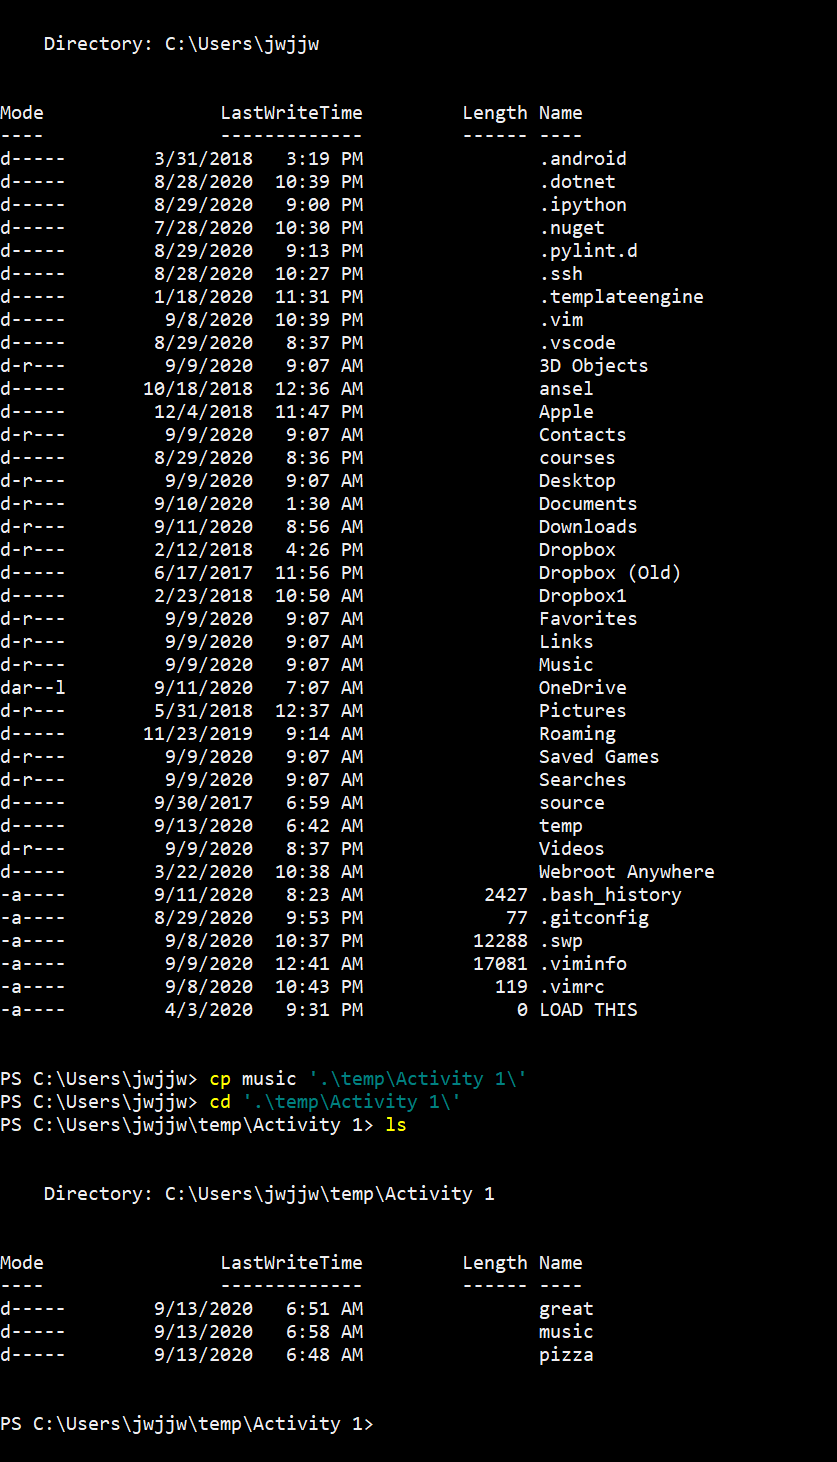 Directory: C:\Users\jwjjw
Mode LastWriteTime Length Name
---- ------------- ------ ----
d----- 3/31/2018 3:19 PM .android
d----- 8/28/2020 10:39 PM .dotnet
d----- 8/29/2020 9:00 PM .ipython
d----- 7/28/2020 10:30 PM .nuget
d----- 8/29/2020 9:13 PM .pylint.d
d----- 8/28/2020 10:27 PM .ssh
d----- 1/18/2020 11:31 PM .templateengine
d----- 9/8/2020 10:39 PM .vim
d----- 8/29/2020 8:37 PM .vscode
d-r--- 9/9/2020 9:07 AM 3D Objects
d----- 10/18/2018 12:36 AM ansel
d----- 12/4/2018 11:47 PM Apple
d-r--- 9/9/2020 9:07 AM Contacts
d----- 8/29/2020 8:36 PM courses
d-r--- 9/9/2020 9:07 AM Desktop
d-r--- 9/10/2020 1:30 AM Documents
d-r--- 9/11/2020 8:56 AM Downloads
d-r--- 2/12/2018 4:26 PM Dropbox
d----- 6/17/2017 11:56 PM Dropbox (Old)
d----- 2/23/2018 10:50 AM Dropbox1
d-r--- 9/9/2020 9:07 AM Favorites
d-r--- 9/9/2020 9:07 AM Links
d-r--- 9/9/2020 9:07 AM Music
dar--l 9/11/2020 7:07 AM OneDrive
d-r--- 5/31/2018 12:37 AM Pictures
d----- 11/23/2019 9:14 AM Roaming
d-r--- 9/9/2020 9:07 AM Saved Games
d-r--- 9/9/2020 9:07 AM Searches
d----- 9/30/2017 6:59 AM source
d----- 9/13/2020 6:42 AM temp
d-r--- 9/9/2020 8:37 PM Videos
d----- 3/22/2020 10:38 AM Webroot Anywhere
-a---- 9/11/2020 8:23 AM 2427 .bash_history
-a---- 8/29/2020 9:53 PM 77 .gitconfig
-a---- 9/8/2020 10:37 PM 12288 .swp
-a---- 9/9/2020 12:41 AM 17081 .viminfo
-a---- 9/8/2020 10:43 PM 119 .vimrc
-a---- 4/3/2020 9:31 PM 0 LOAD THIS
PS C:\Users\jwjjw> cp music '.\temp\Activity 1\'
PS C:\Users\jwjjw> cd '.\temp\Activity 1\'
PS C:\Users\jwjjw\temp\Activity 1> ls
Directory: C:\Users\jwjjw\temp\Activity 1
Mode LastWriteTime Length Name
---- ------------- ------ ----
d----- 9/13/2020 6:51 AM great
d----- 9/13/2020 6:58 AM music
d----- 9/13/2020 6:48 AM pizza
PS C:\Users\jwjjw\temp\Activity 1>